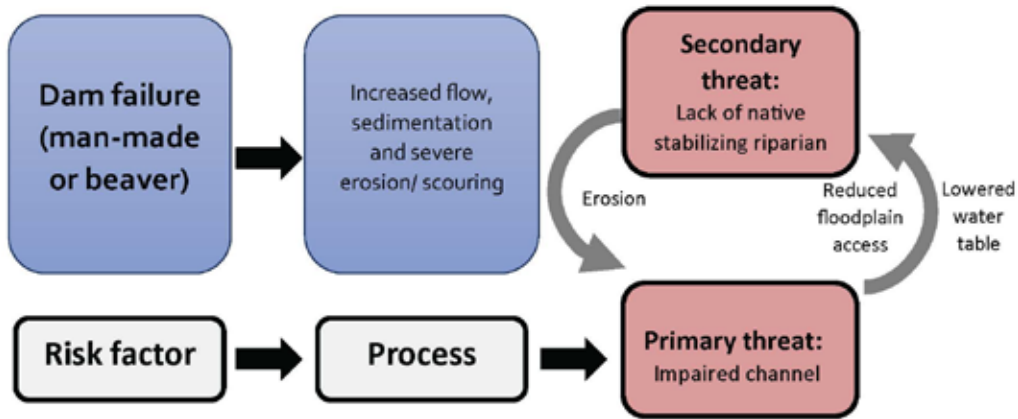 Dam failure
(man-made
or beaver)
Increased flow,
sedimentation
and severe
erosion/ scouring
Secondary
threat:
Lack of native
stabilizing riparian
Erosion
Reduced
floodplain
access
Lowered
water
table
Risk factor
Process
Primary threat:
Impaired channel